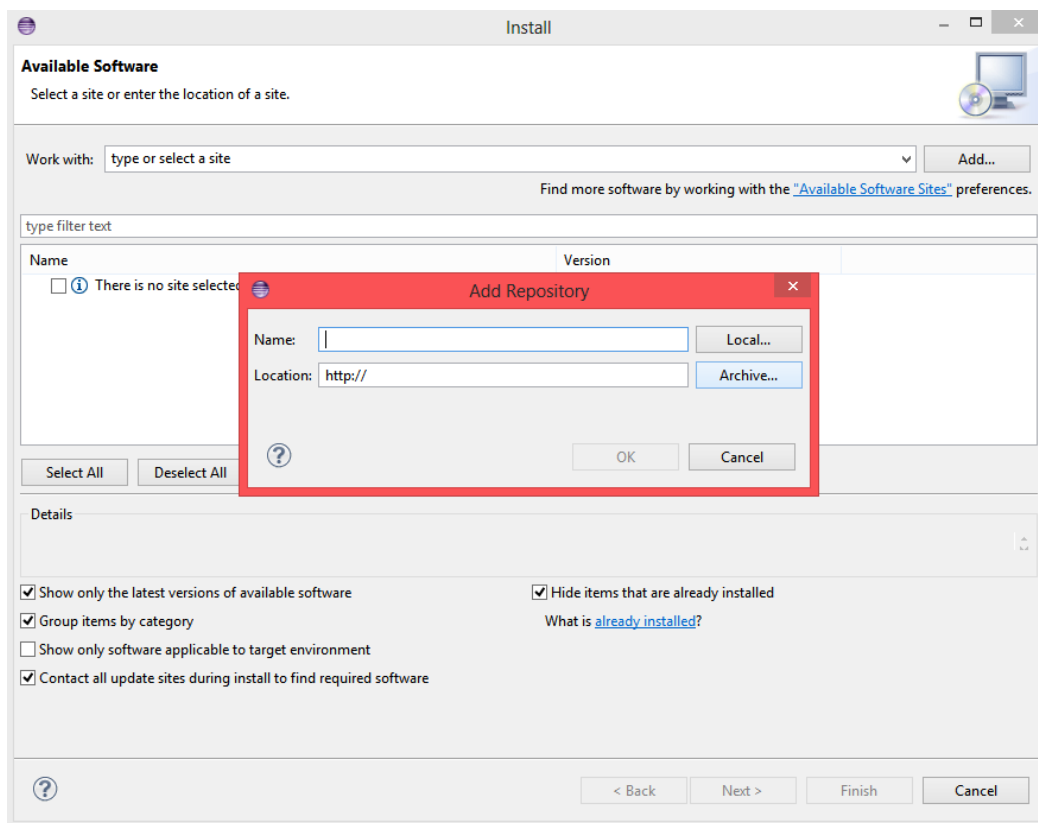 Install
Available Software
Select a site or enter the location of a site.
Work with: type or select a site Add...
Find more software by working with the "Available Software Sites" preferences.
type filter text
Name Version
There is no site selected
Add Repository
Name: Local...
Location: http:// Archive...
OK Cancel
Select All Deselect All
Details
Show only the latest versions of available software Hide items that are already installed
Group items by category What is already installed?
Show only software applicable to target environment
Contact all update sites during install to find required software
< Back Next > Finish Cancel